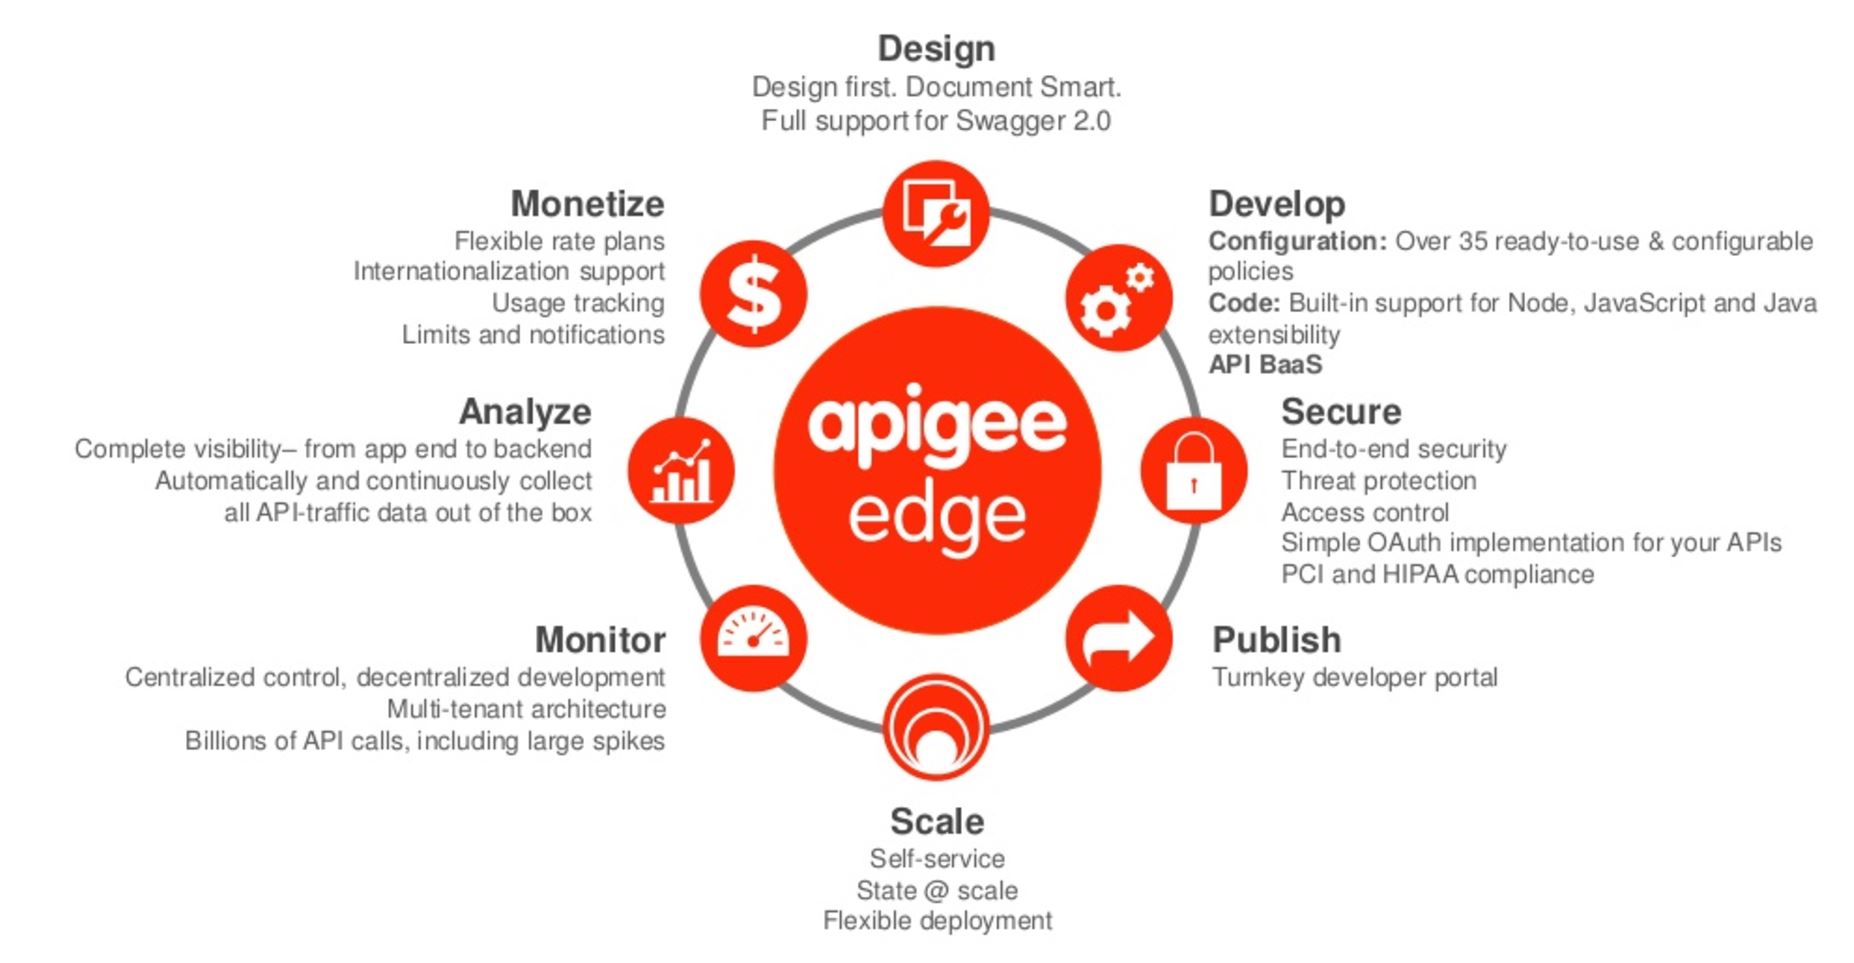 Design
Design first. Document Smart.
Full support for Swagger 2.0
Monetize
Flexible rate plans
Internationalization support
Usage tracking
Limits and notifications
Develop
Configuration: Over 35 ready-to-use & configurable
policies
Code: Built-in support for Node, JavaScript and Java
extensibility
API BaaS
Analyze
Complete visibility– from app end to backend
Automatically and continuously collect
all API-traffic data out of the box
apigee
edge
Secure
End-to-end security
Threat protection
Access control
Simple OAuth implementation for your APIs
PCI and HIPAA compliance
Monitor
Centralized control, decentralized development
Multi-tenant architecture
Billions of API calls, including large spikes
Publish
Turnkey developer portal
Scale
Self-service
State @ scale
Flexible deployment